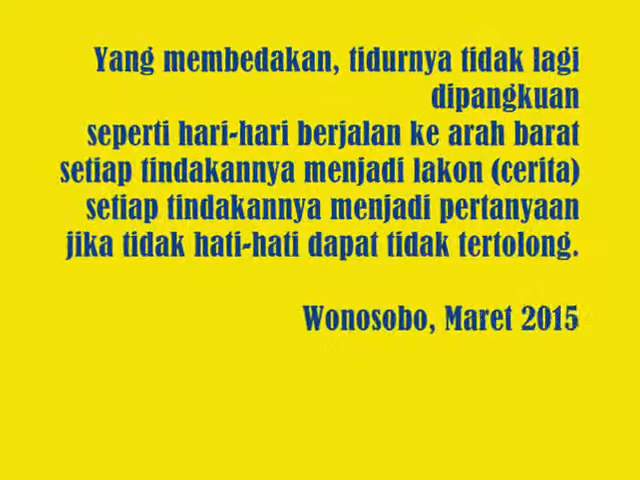 Yang membedakan, tidurnya tidak lagi
dipangkuan
seperti hari-hari berjalan ke arah barat
setiap tindakannya menjadi lakon (cerita)
setiap tindakannya menjadi pertanyaan
jika tidak hati-hati dapat tidak tertolong.
Wonosobo, Maret 2015